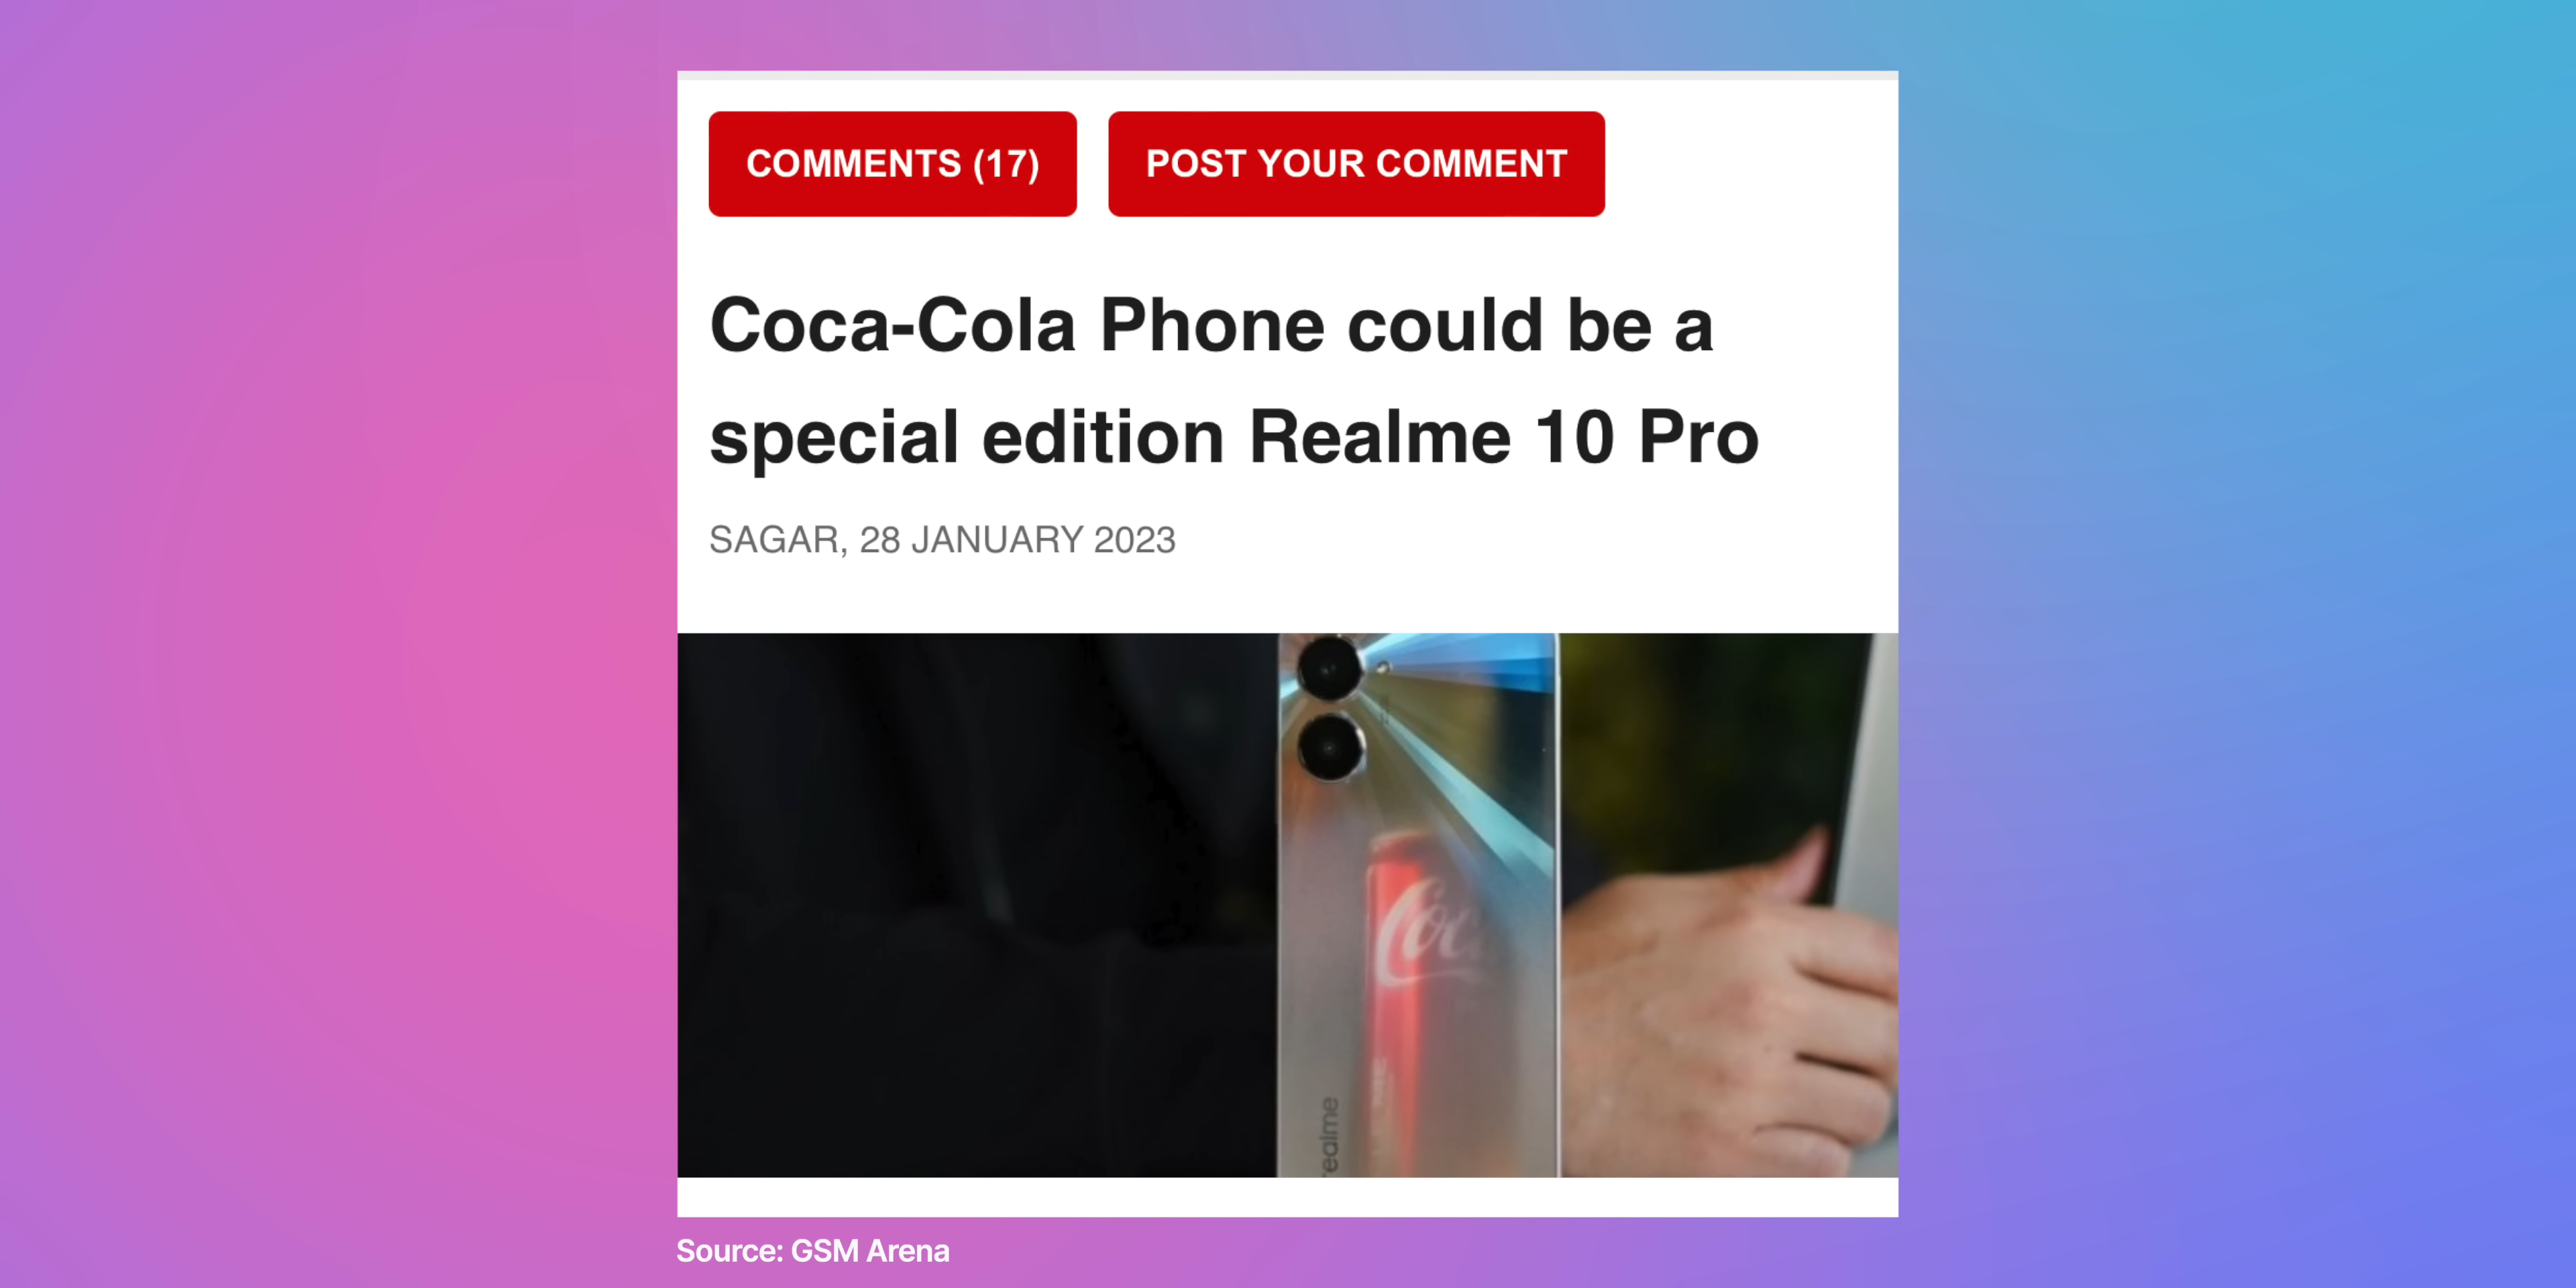 COMMENTS (17)
POST YOUR COMMENT
Coca-Cola Phone could be a
special edition Realme 10 Pro
SAGAR, 28 JANUARY 2023
Coc
realme
Source: GSM Arena